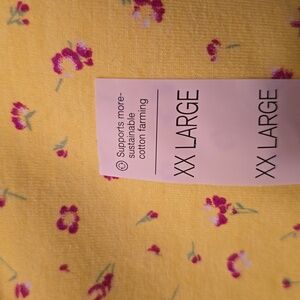 © Supports more-
sustainable
cotton farming
XX LARGE
XX LARGE